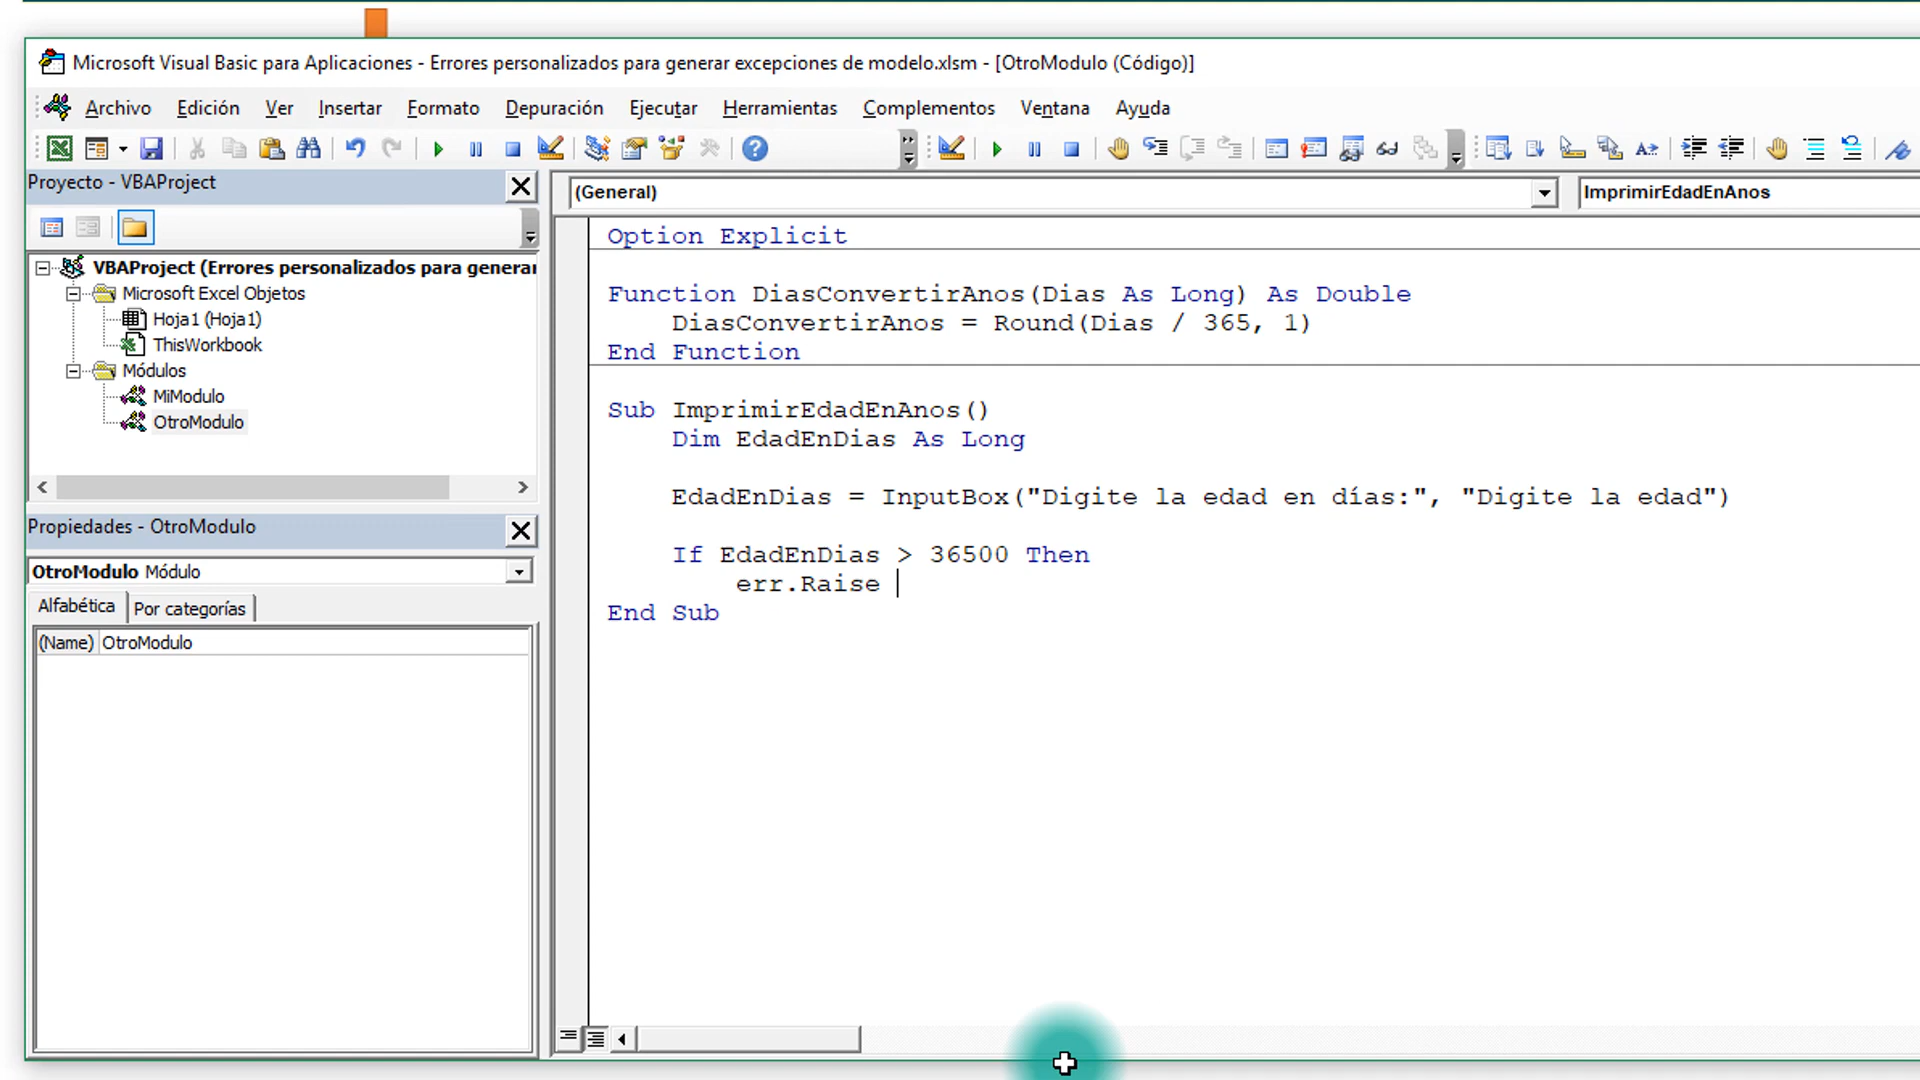 Microsoft Visual Basic para Aplicaciones - Errores personalizados para generar excepciones de modelo.xlsm - [OtroModulo (Código)]
Archivo Edición Ver Insertar Formato Depuración Ejecutar Herramientas Complementos Ventana Ayuda
Proyecto - VBAProject
(General)
ImprimirEdadEnAnos
VBAProject (Errores personalizados para generar
Microsoft Excel Objetos
Hoja1 (Hoja1)
ThisWorkbook
Módulos
MiModulo
OtroModulo
Propiedades - OtroModulo
OtroModulo Módulo
Alfabética Por categorías
(Name) OtroModulo
Option Explicit
Function DiasConvertirAnos(Dias As Long) As Double
DiasConvertirAnos = Round(Dias / 365, 1)
End Function
Sub ImprimirEdadEnAnos()
Dim EdadEnDias As Long
EdadEnDias = InputBox("Digite la edad en días:", "Digite la edad")
If EdadEnDias > 36500 Then
err.Raise
End Sub